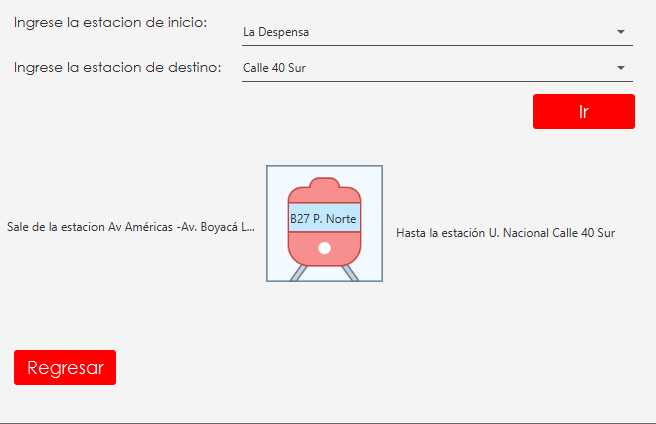 Ingrese la estacion de inicio:
La Despensa
Ingrese la estacion de destino:
Calle 40 Sur
Ir
Sale de la estacion Av Américas -Av. Boyacá L...
B27 P. Norte
Hasta la estación U. Nacional Calle 40 Sur
Regresar